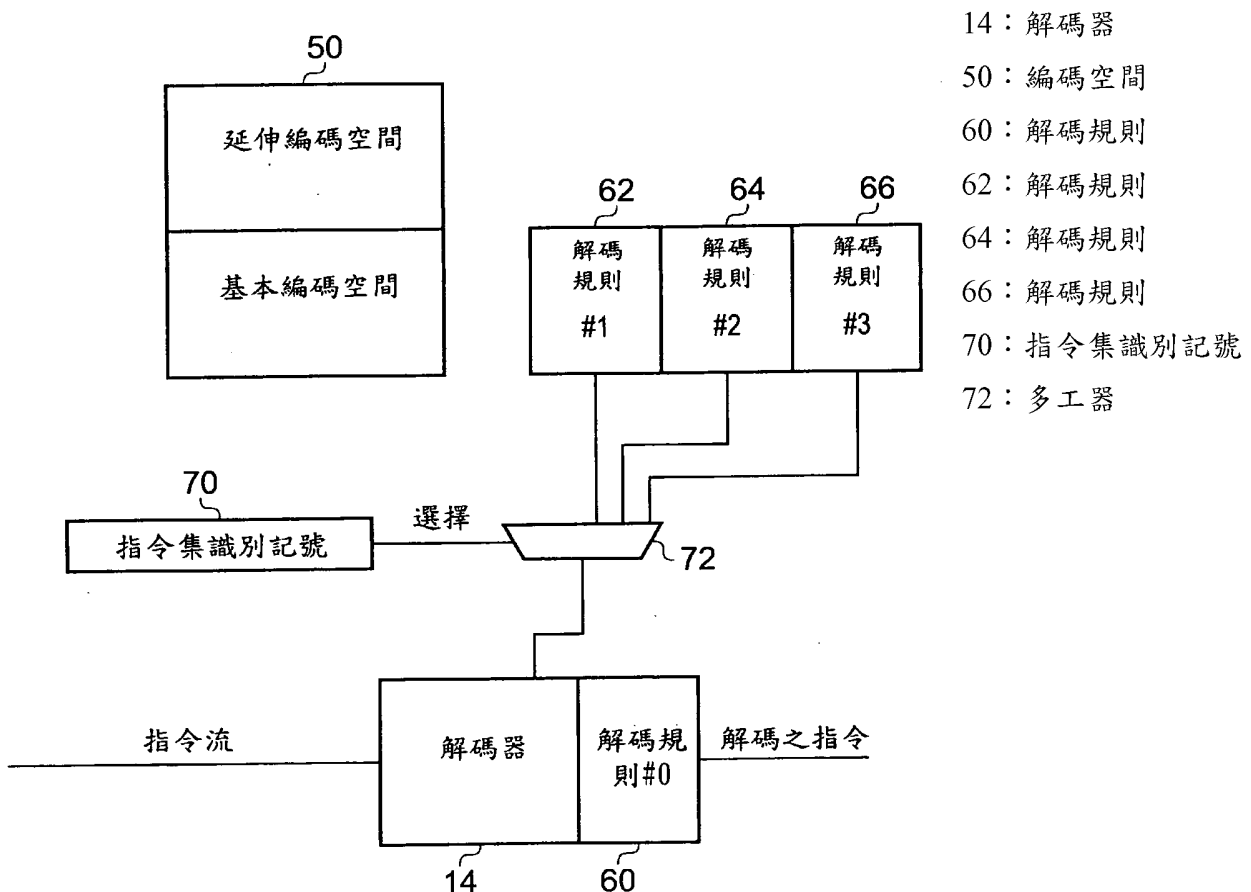 50
延伸編碼空間
基本編碼空間
62
64
66
解碼
規則
#1
解碼
規則
#2
解碼
規則
#3
70
指令集識別記號
選擇
72
指令流
解碼器
解碼規
則#0
解碼之指令
14
60
14：解碼器
50：編碼空間
60：解碼規則
62：解碼規則
64：解碼規則
66：解碼規則
70：指令集識別記號
72：多工器